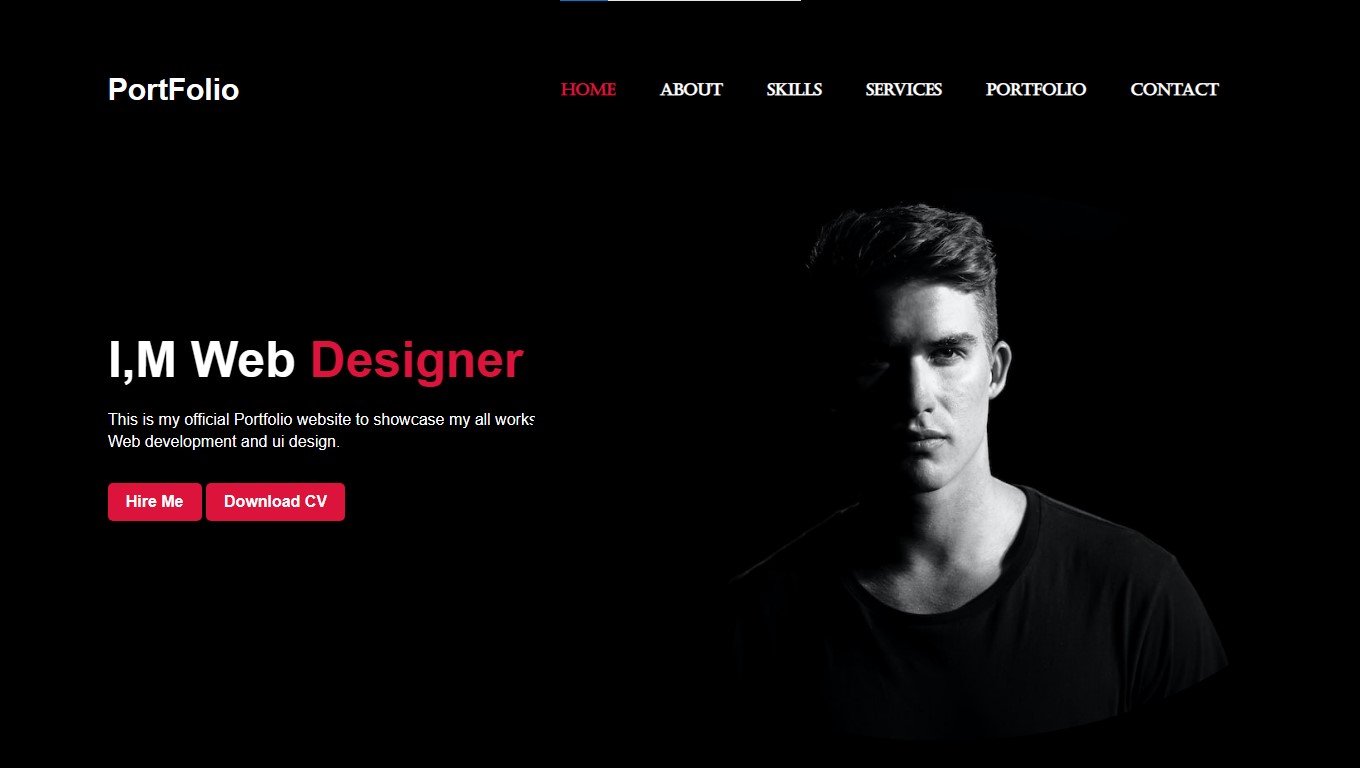 PortFolio
HOME ABOUT SKILLS SERVICES PORTFOLIO CONTACT
I,M Web Designer
This is my official Portfolio website to showcase my all works
Web development and ui design.
Hire Me Download CV